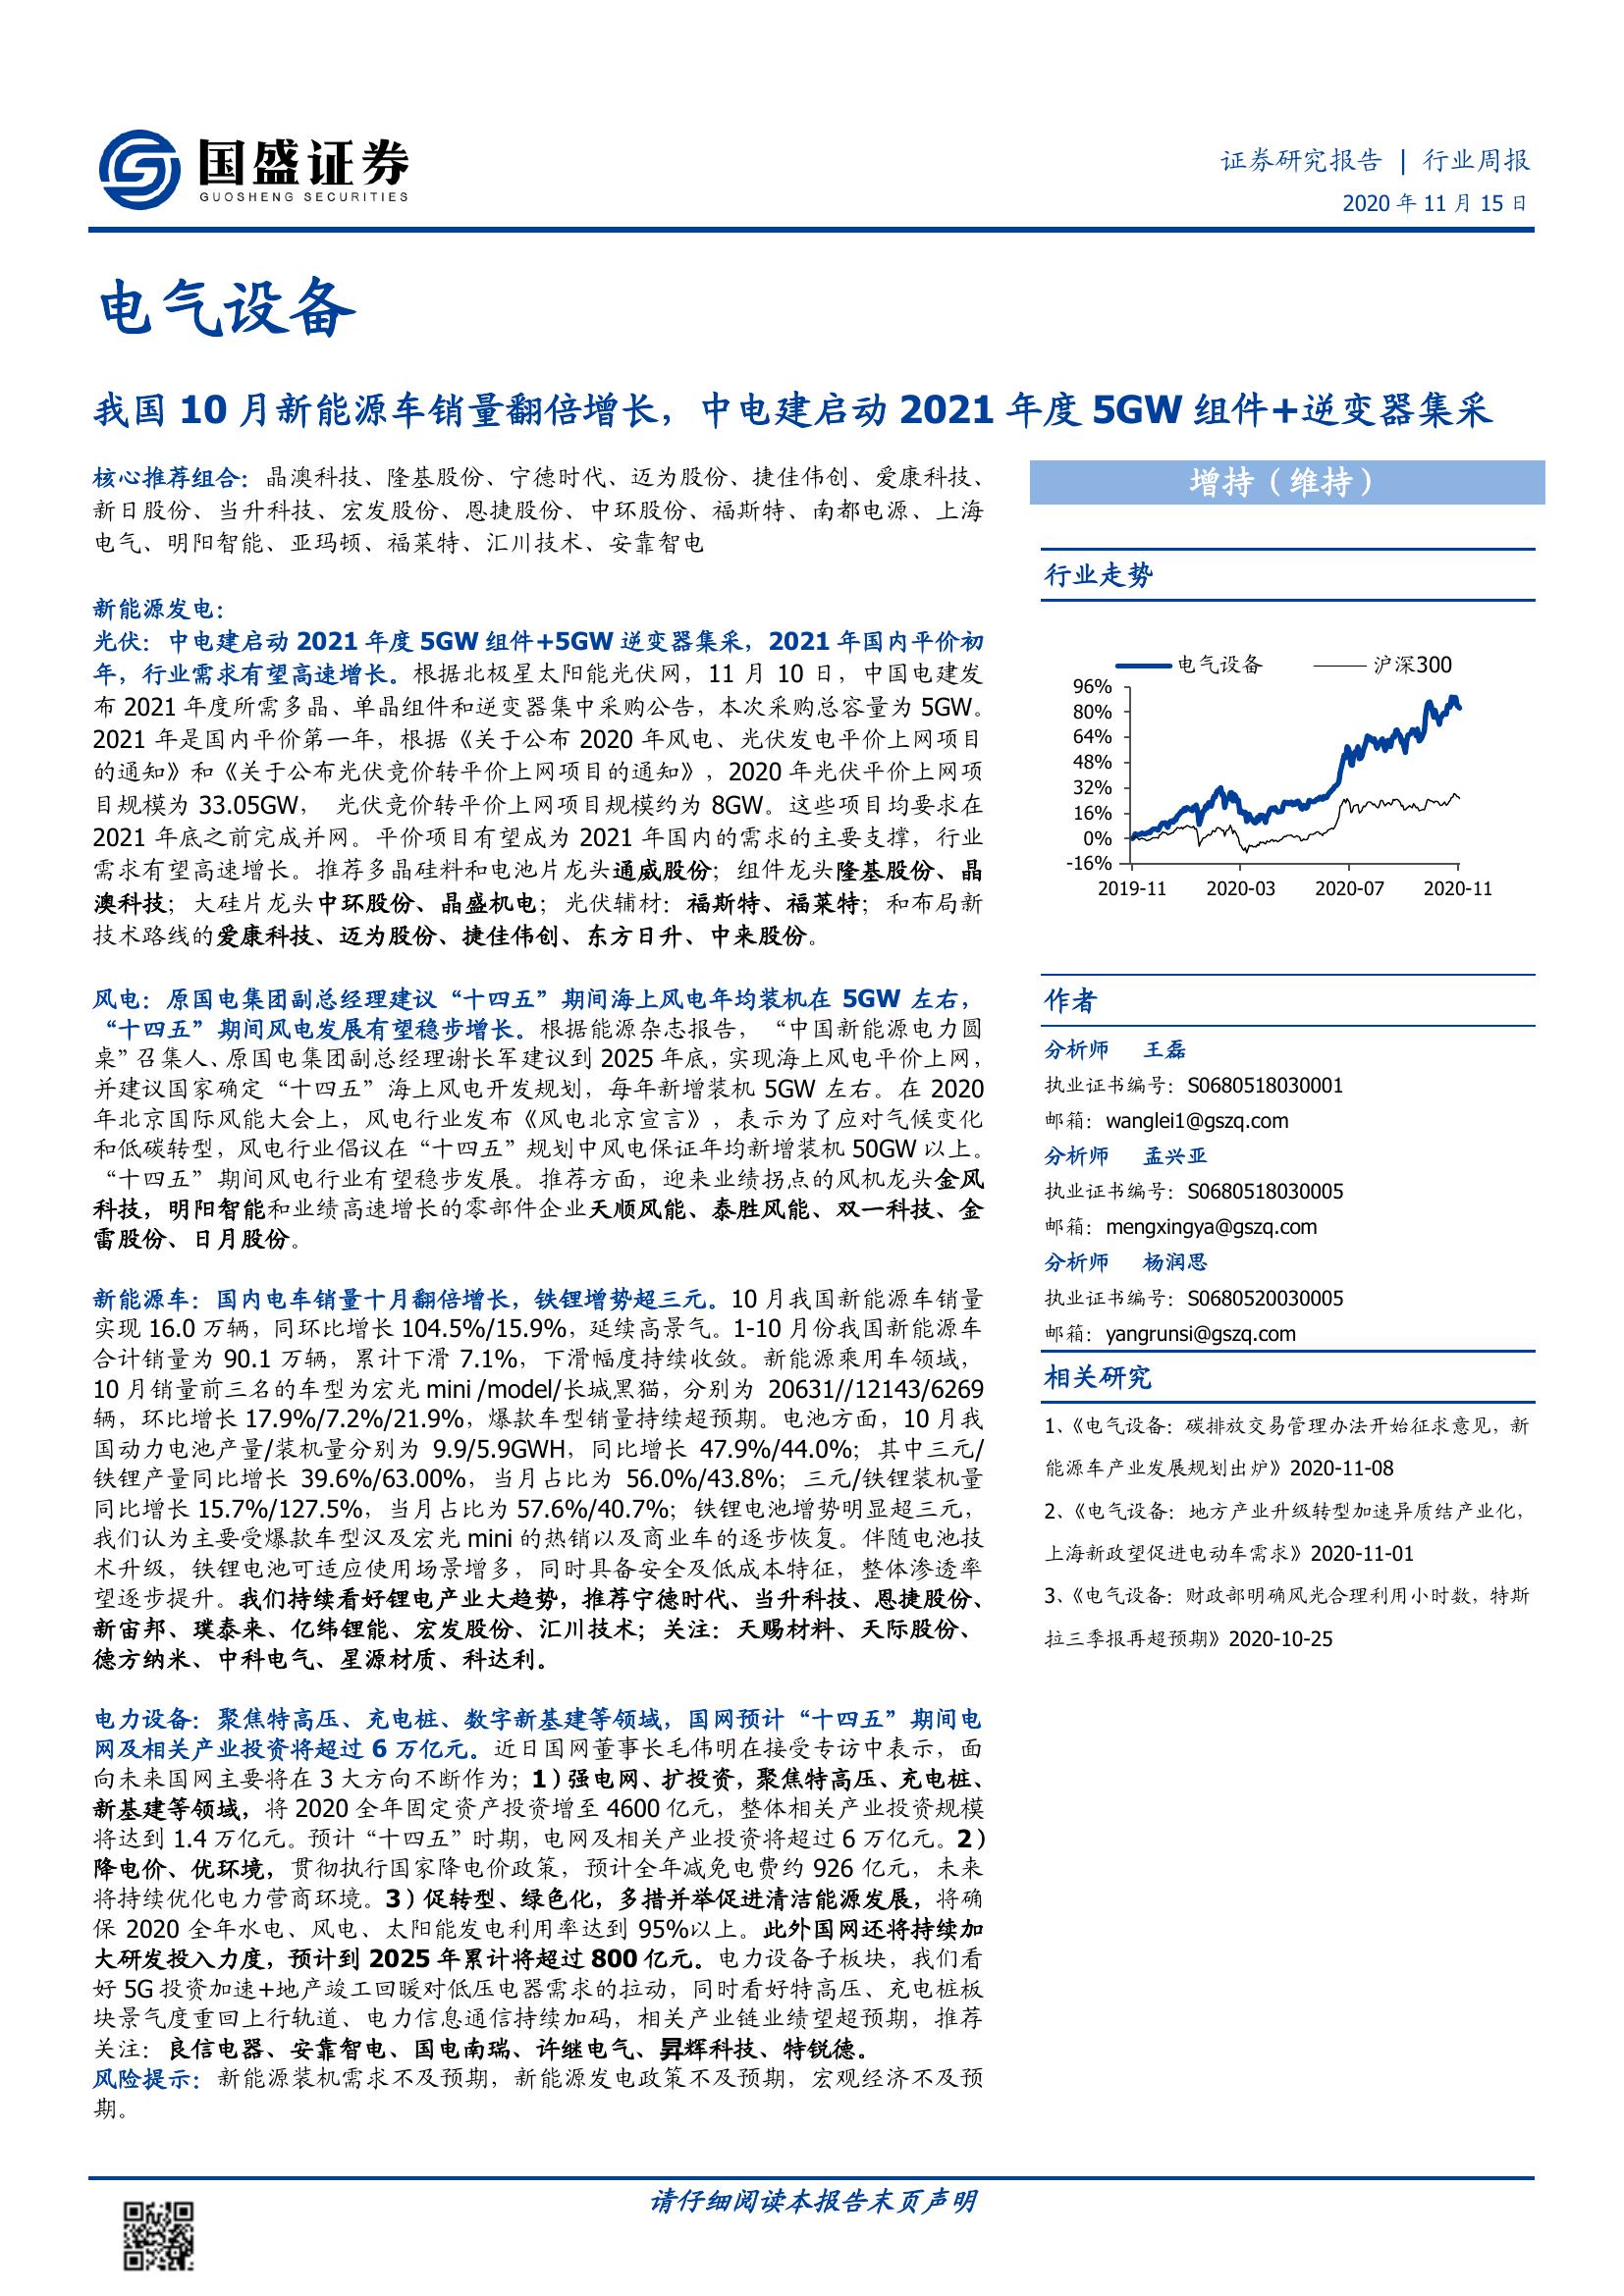 国盛证券
GUOSHENG SECURITIES
证券研究报告 | 行业周报
2020 年 11 月 15 日
电气设备
我国 10 月新能源车销量翻倍增长，中电建启动 2021 年度 5GW 组件+逆变器集采
核心推荐组合：晶澳科技、隆基股份、宁德时代、迈为股份、捷佳伟创、爱康科技、
新日股份、当升科技、宏发股份、恩捷股份、中环股份、福斯特、南都电源、上海
电气、明阳智能、亚玛顿、福莱特、汇川技术、安靠智电
新能源发电：
光伏：中电建启动 2021 年度 5GW 组件+5GW 逆变器集采，2021 年国内平价初
年，行业需求有望高速增长。根据北极星太阳能光伏网，11 月 10 日，中国电建发
布 2021 年度所需多晶、单晶组件和逆变器集中采购公告，本次采购总容量为 5GW。
2021 年是国内平价第一年，根据《关于公布 2020 年风电、光伏发电平价上网项目
的通知》和《关于公布光伏竞价转平价上网项目的通知》，2020 年光伏平价上网项
目规模为 33.05GW， 光伏竞价转平价上网项目规模约为 8GW。这些项目均要求在
2021 年底之前完成并网。平价项目有望成为 2021 年国内的需求的主要支撑，行业
需求有望高速增长。推荐多晶硅料和电池片龙头通威股份；组件龙头隆基股份、晶
澳科技；大硅片龙头中环股份、晶盛机电；光伏辅材：福斯特、福莱特；和布局新
技术路线的爱康科技、迈为股份、捷佳伟创、东方日升、中来股份。
风电：原国电集团副总经理建议“十四五”期间海上风电年均装机在 5GW 左右，
“十四五”期间风电发展有望稳步增长。根据能源杂志报告，“中国新能源电力圆
桌”召集人、原国电集团副总经理谢长军建议到 2025 年底，实现海上风电平价上网，
并建议国家确定“十四五”海上风电开发规划，每年新增装机 5GW 左右。在 2020
年北京国际风能大会上，风电行业发布《风电北京宣言》，表示为了应对气候变化
和低碳转型，风电行业倡议在“十四五”规划中风电保证年均新增装机 50GW 以上。
“十四五”期间风电行业有望稳步发展。推荐方面，迎来业绩拐点的风机龙头金风
科技，明阳智能和业绩高速增长的零部件企业天顺风能、泰胜风能、双一科技、金
雷股份、日月股份。
新能源车：国内电车销量十月翻倍增长，铁锂增势超三元。10 月我国新能源车销量
实现 16.0 万辆，同环比增长 104.5%/15.9%，延续高景气。1-10 月份我国新能源车
合计销量为 90.1 万辆，累计下滑 7.1%，下滑幅度持续收敛。新能源乘用车领域，
10 月销量前三名的车型为宏光 mini /model/长城黑猫，分别为 20631//12143/6269
辆，环比增长 17.9%/7.2%/21.9%，爆款车型销量持续超预期。电池方面，10 月我
国动力电池产量/装机量分别为 9.9/5.9GWH，同比增长 47.9%/44.0%；其中三元/
铁锂产量同比增长 39.6%/63.00%，当月占比为 56.0%/43.8%；三元/铁锂装机量
同比增长 15.7%/127.5%，当月占比为 57.6%/40.7%；铁锂电池增势明显超三元，
我们认为主要受爆款车型汉及宏光 mini 的热销以及商业车的逐步恢复。伴随电池技
术升级，铁锂电池可适应使用场景增多，同时具备安全及低成本特征，整体渗透率
望逐步提升。我们持续看好锂电产业大趋势，推荐宁德时代、当升科技、恩捷股份、
新宙邦、璞泰来、亿纬锂能、宏发股份、汇川技术；关注：天赐材料、天际股份、
德方纳米、中科电气、星源材质、科达利。
电力设备：聚焦特高压、充电桩、数字新基建等领域，国网预计“十四五”期间电
网及相关产业投资将超过 6 万亿元。近日国网董事长毛伟明在接受专访中表示，面
向未来国网主要将在 3 大方向不断作为；1）强电网、扩投资，聚焦特高压、充电桩、
新基建等领域，将 2020 全年固定资产投资增至 4600 亿元，整体相关产业投资规模
将达到 1.4 万亿元。预计“十四五”时期，电网及相关产业投资将超过 6 万亿元。2）
降电价、优环境，贯彻执行国家降电价政策，预计全年减免电费约 926 亿元，未来
将持续优化电力营商环境。3）促转型、绿色化，多措并举促进清洁能源发展，将确
保 2020 全年水电、风电、太阳能发电利用率达到 95%以上。此外国网还将持续加
大研发投入力度，预计到 2025 年累计将超过 800 亿元。电力设备子板块，我们看
好 5G 投资加速+地产竣工回暖对低压电器需求的拉动，同时看好特高压、充电桩板
块景气度重回上行轨道、电力信息通信持续加码，相关产业链业绩望超预期，推荐
关注：良信电器、安靠智电、国电南瑞、许继电气、昇辉科技、特锐德。
风险提示：新能源装机需求不及预期，新能源发电政策不及预期，宏观经济不及预
期。
增持（维持）
行业走势
电气设备 沪深300
96%
80%
64%
48%
32%
16%
0%
-16%
2019-11 2020-03 2020-07 2020-11
作者
分析师 王磊
执业证书编号：S0680518030001
邮箱：wanglei1@gszq.com
分析师 孟兴亚
执业证书编号：S0680518030005
邮箱：mengxingya@gszq.com
分析师 杨润思
执业证书编号：S0680520030005
邮箱：yangrunsi@gszq.com
相关研究
1、《电气设备：碳排放交易管理办法开始征求意见，新
能源车产业发展规划出炉》2020-11-08
2、《电气设备：地方产业升级转型加速异质结产业化，
上海新政望促进电动车需求》2020-11-01
3、《电气设备：财政部明确风光合理利用小时数，特斯
拉三季报再超预期》2020-10-25
请仔细阅读本报告末页声明